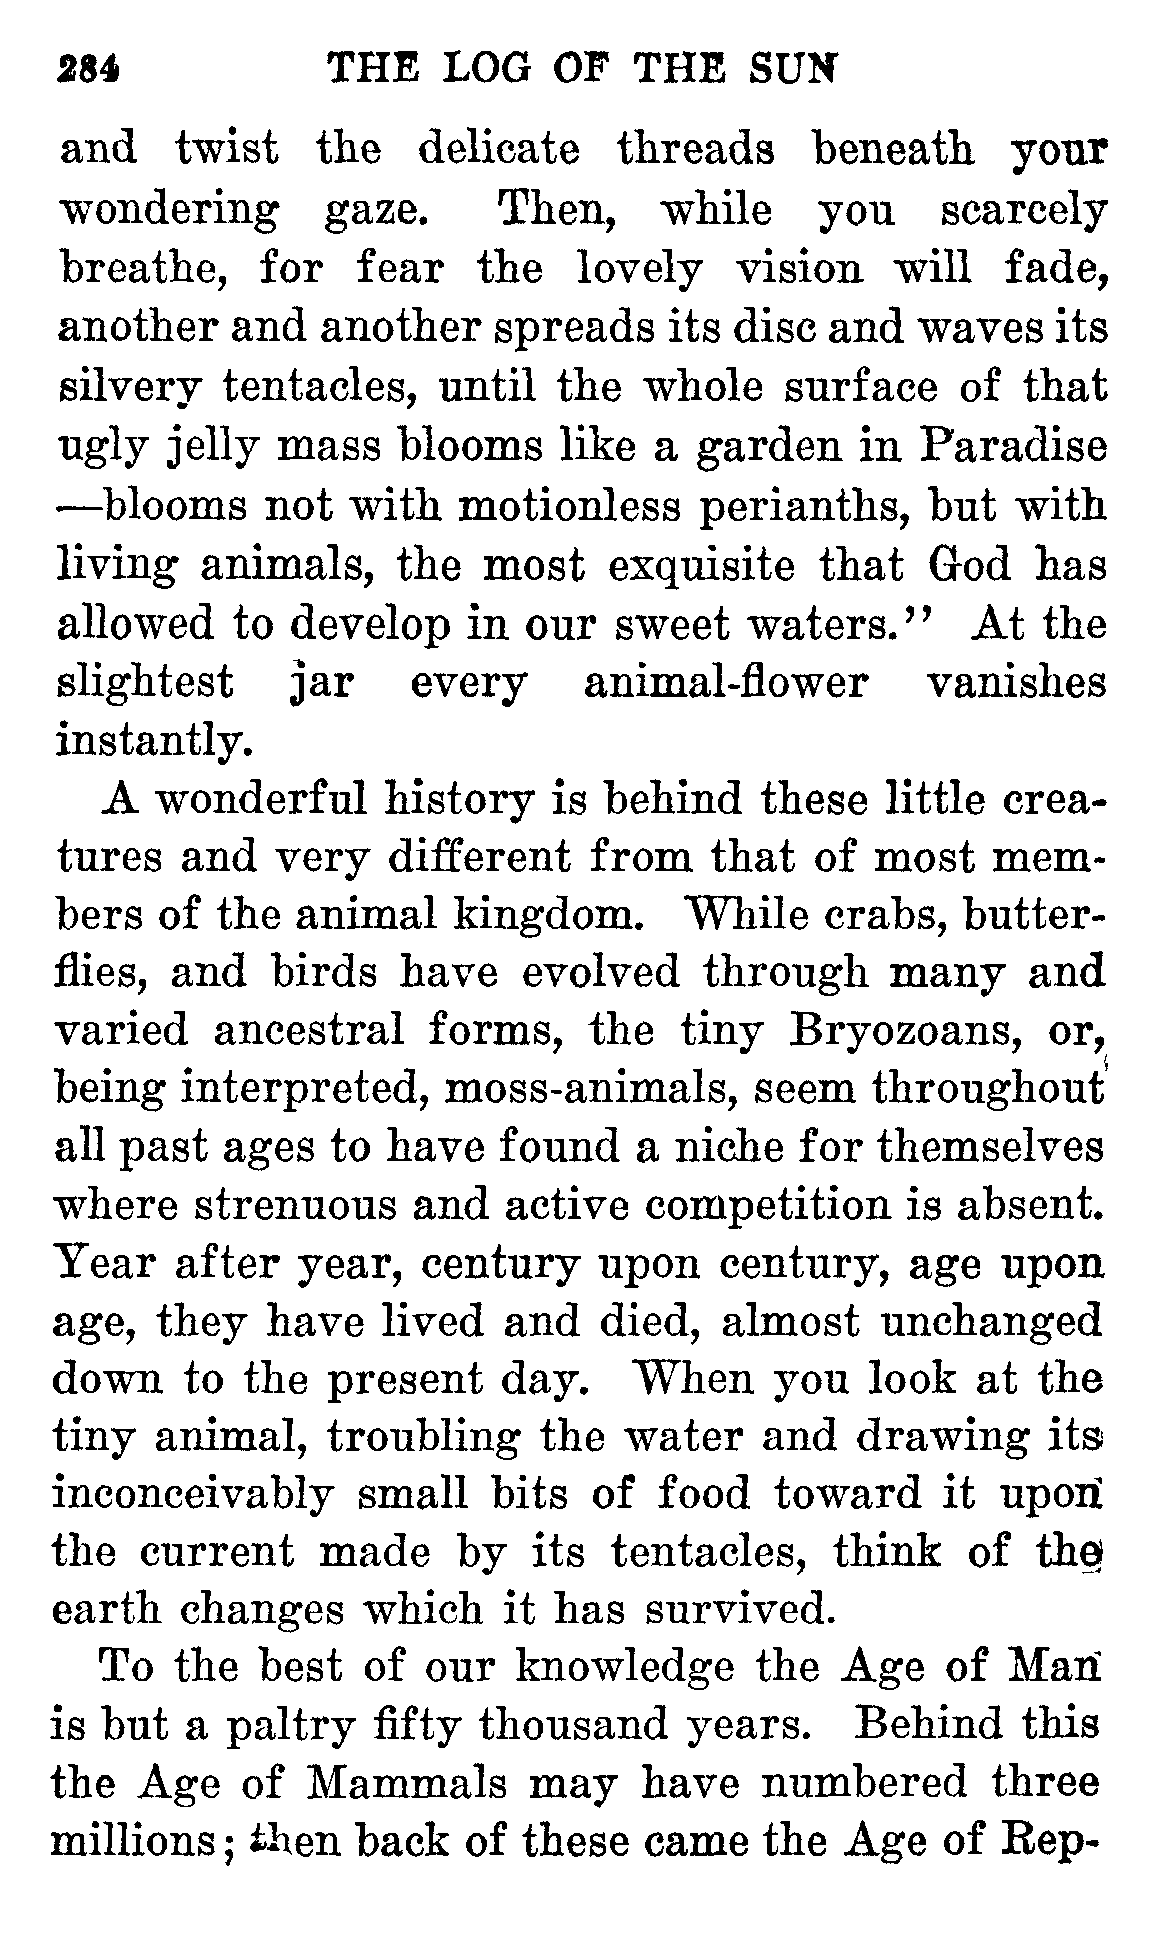 284 THE LOG OF THE SUN
and twist the delicate threads beneath your
wondering gaze. Then, while you scarcely
breathe, for fear the lovely vision will fade,
another and another spreads its disc and waves its
silvery tentacles, until the whole surface of that
ugly jelly mass blooms like a garden in Paradise
—blooms not with motionless perianths, but with
living animals, the most exquisite that God has
allowed to develop in our sweet waters.” At the
slightest jar every animal-flower vanishes
instantly.
A wonderful history is behind these little crea-
tures and very different from that of most mem-
bers of the animal kingdom. While crabs, butter-
flies, and birds have evolved through many and
varied ancestral forms, the tiny Bryozoans, or,
being interpreted, moss-animals, seem throughout
all past ages to have found a niche for themselves
where strenuous and active competition is absent.
Year after year, century upon century, age upon
age, they have lived and died, almost unchanged
down to the present day. When you look at the
tiny animal, troubling the water and drawing its
inconceivably small bits of food toward it upon
the current made by its tentacles, think of the
earth changes which it has survived.
To the best of our knowledge the Age of Man
is but a paltry fifty thousand years. Behind this
the Age of Mammals may have numbered three
millions; then back of these came the Age of Rep-